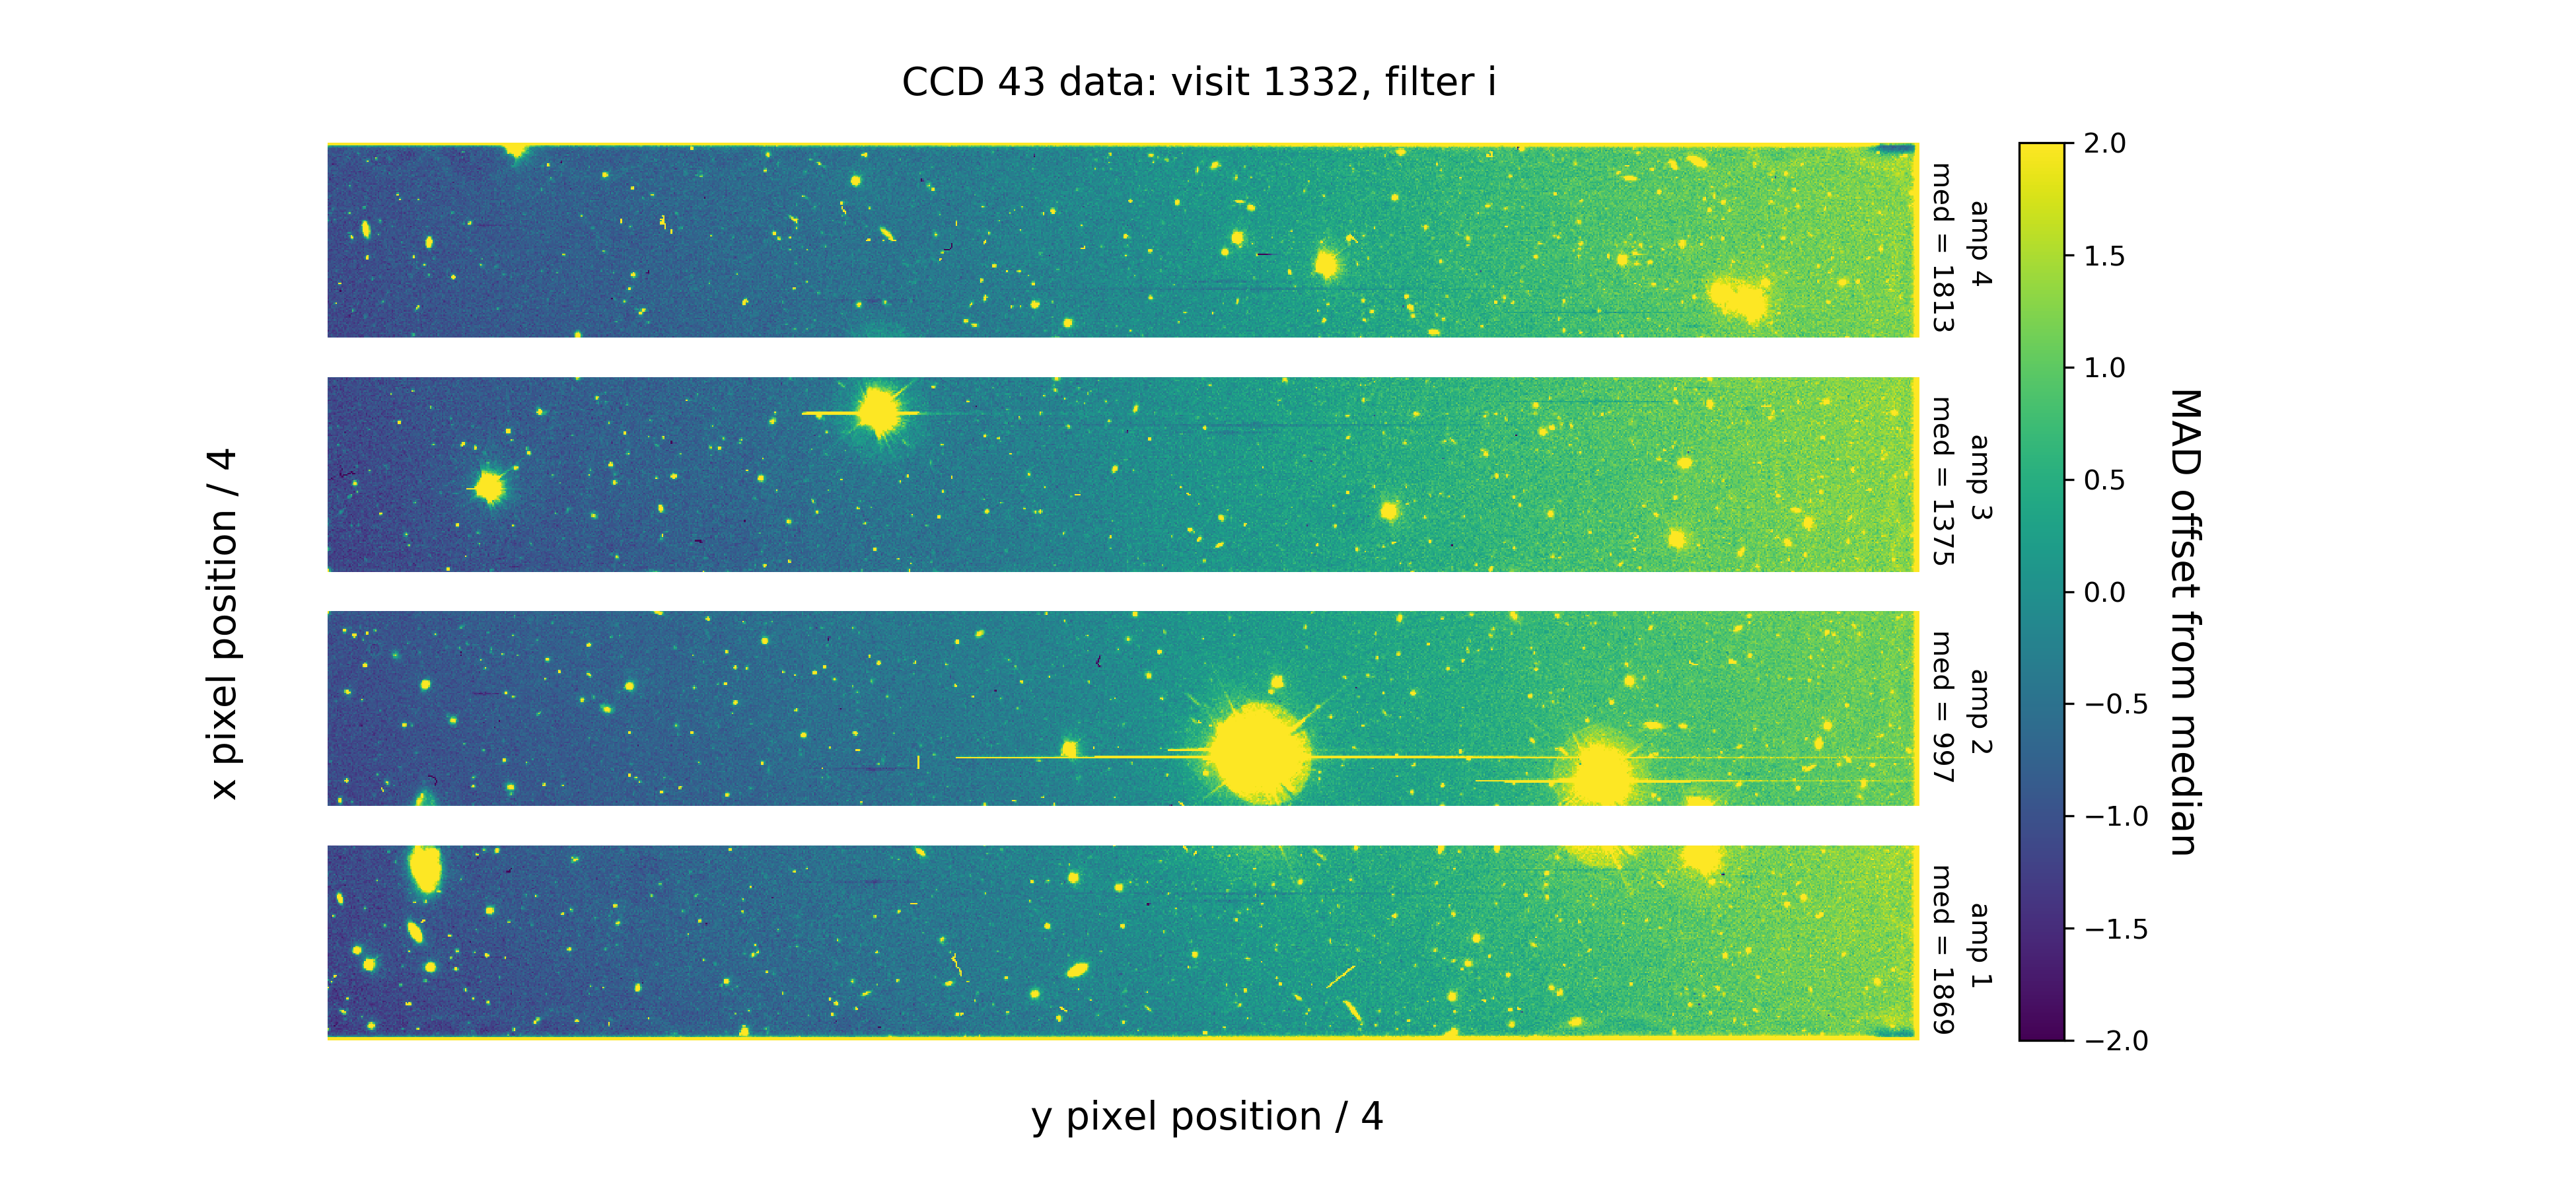 CCD 43 data: visit 1332, filter i
x pixel position / 4
amp 4
med = 1813
amp 3
med = 1375
amp 2
med = 997
amp 1
med = 1869
2.0
1.5
1.0
0.5
0.0
−0.5
−1.0
−1.5
−2.0
MAD offset from median
y pixel position / 4